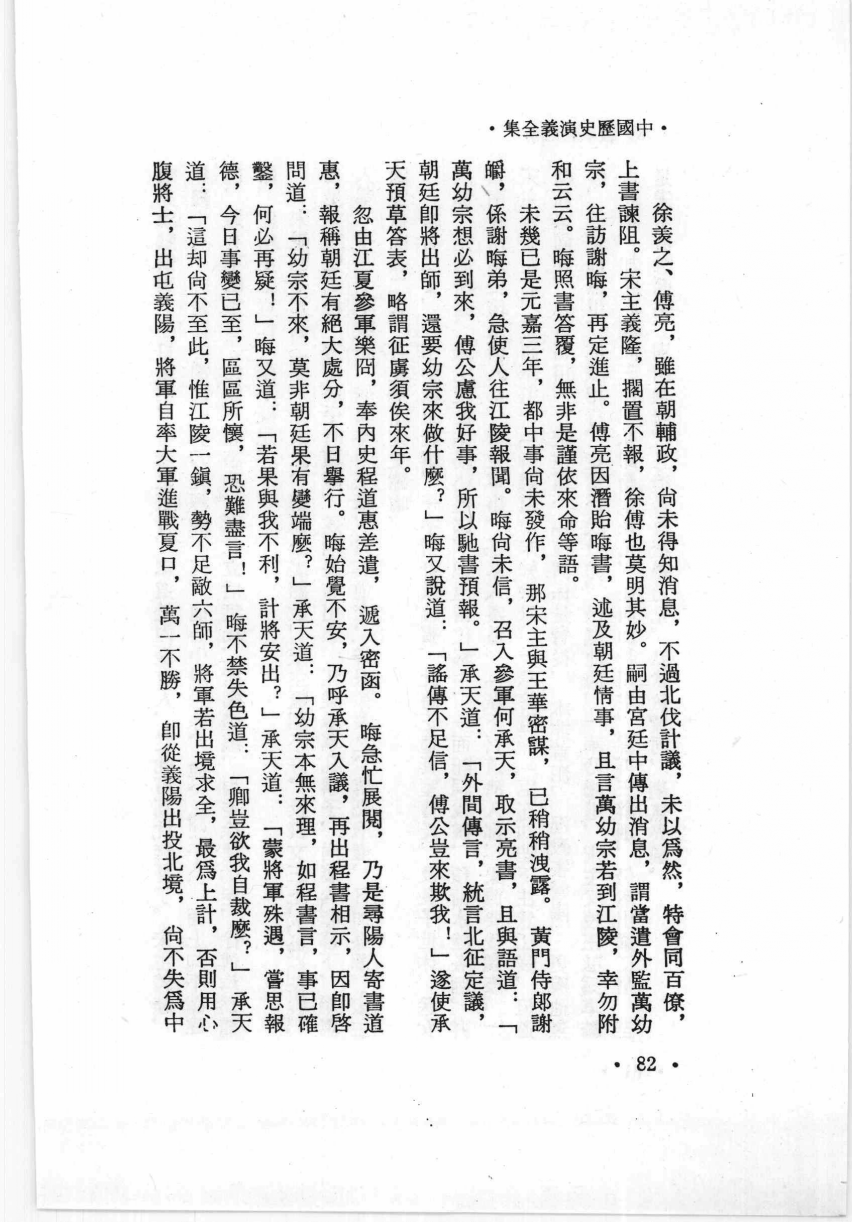 ・中國歷史演義全集・
徐羨之、傅亮，雖在朝輔政，尙未得知消息，不過北伐計議，未以爲然，特會同百僚，
上書諫阻。宋主義隆，擱置不報，徐傅也莫明其妙。嗣由宮廷中傳出消息，謂當遣外監萬幼
宗，往訪謝晦，再定進止。傅亮因潛貽晦書，述及朝廷情事，且言萬幼宗若到江陵，幸勿附
和云云。晦照書答覆，無非是謹依來命等語。
未幾已是元嘉三年，都中事尙未發作，那宋主與王華密謀，已稍稍洩露。黃門侍郎謝
皭，係謝晦弟，急使人往江陵報聞。晦尙未信，召入參軍何承天，取示亮書，且與語道：「
萬幼宗想必到來，傅公慮我好事，所以馳書預報。」承天道：「外間傳言，統言北征定議，
朝廷卽將出師，還要幼宗來做什麼？」晦又說道：「謠傳不足信，傅公豈來欺我！」遂使承
天預草答表，略謂征虜須俟來年。
忽由江夏參軍樂冏，奉內史程道惠差遣，遞入密函。晦急忙展閱，乃是尋陽人寄書道
惠，報稱朝廷有絕大處分，不日擧行。晦始覺不安，乃呼承天入議，再出程書相示，因卽啓
問道：「幼宗不來，莫非朝廷果有變端麼？」承天道：「幼宗本無來理，如程書言，事已確
鑿，何必再疑！」晦又道：「若果與我不利，計將安出？」承天道：「蒙將軍殊遇，嘗思報
德，今日事變已至，區區所懷，恐難盡言！」晦不禁失色道：「卿豈欲我自裁麼？」承天
道：「這却尙不至此，惟江陵一鎭，勢不足敵六師，將軍若出境求全，最爲上計，否則用心
腹將士，出屯義陽，將軍自率大軍進戰夏口，萬一不勝，卽從義陽出投北境，尙不失爲中
・82・